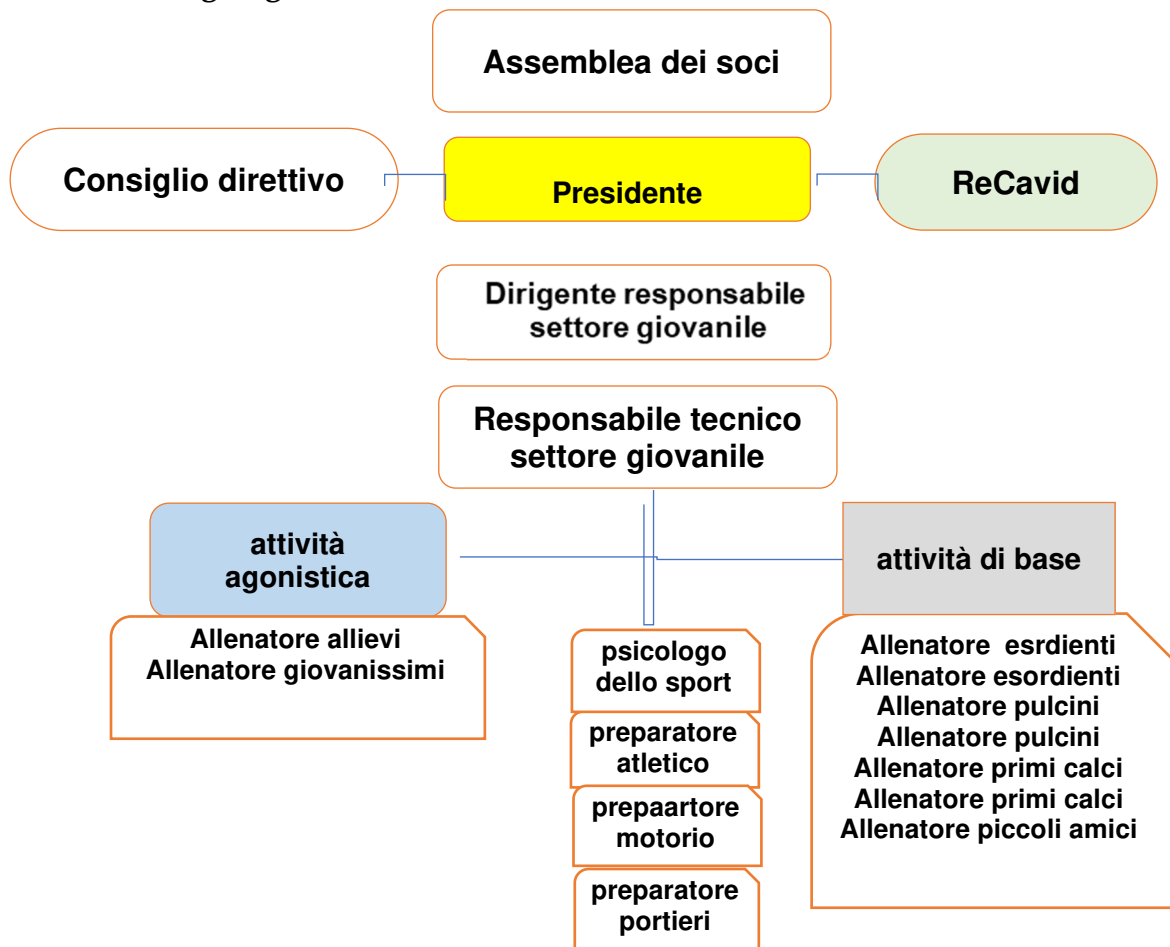 Assemblea dei soci
Consiglio direttivo
Presidente
ReCavid
Dirigente responsabile
settore giovanile
Responsabile tecnico
settore giovanile
attività
agonistica
attività di base
Allenatore allievi
Allenatore giovanissimi
psicologo
dello sport
preparatore
atletico
prepaartore
motorio
preparatore
portieri
Allenatore esrdienti
Allenatore esordienti
Allenatore pulcini
Allenatore pulcini
Allenatore primi calci
Allenatore primi calci
Allenatore piccoli amici